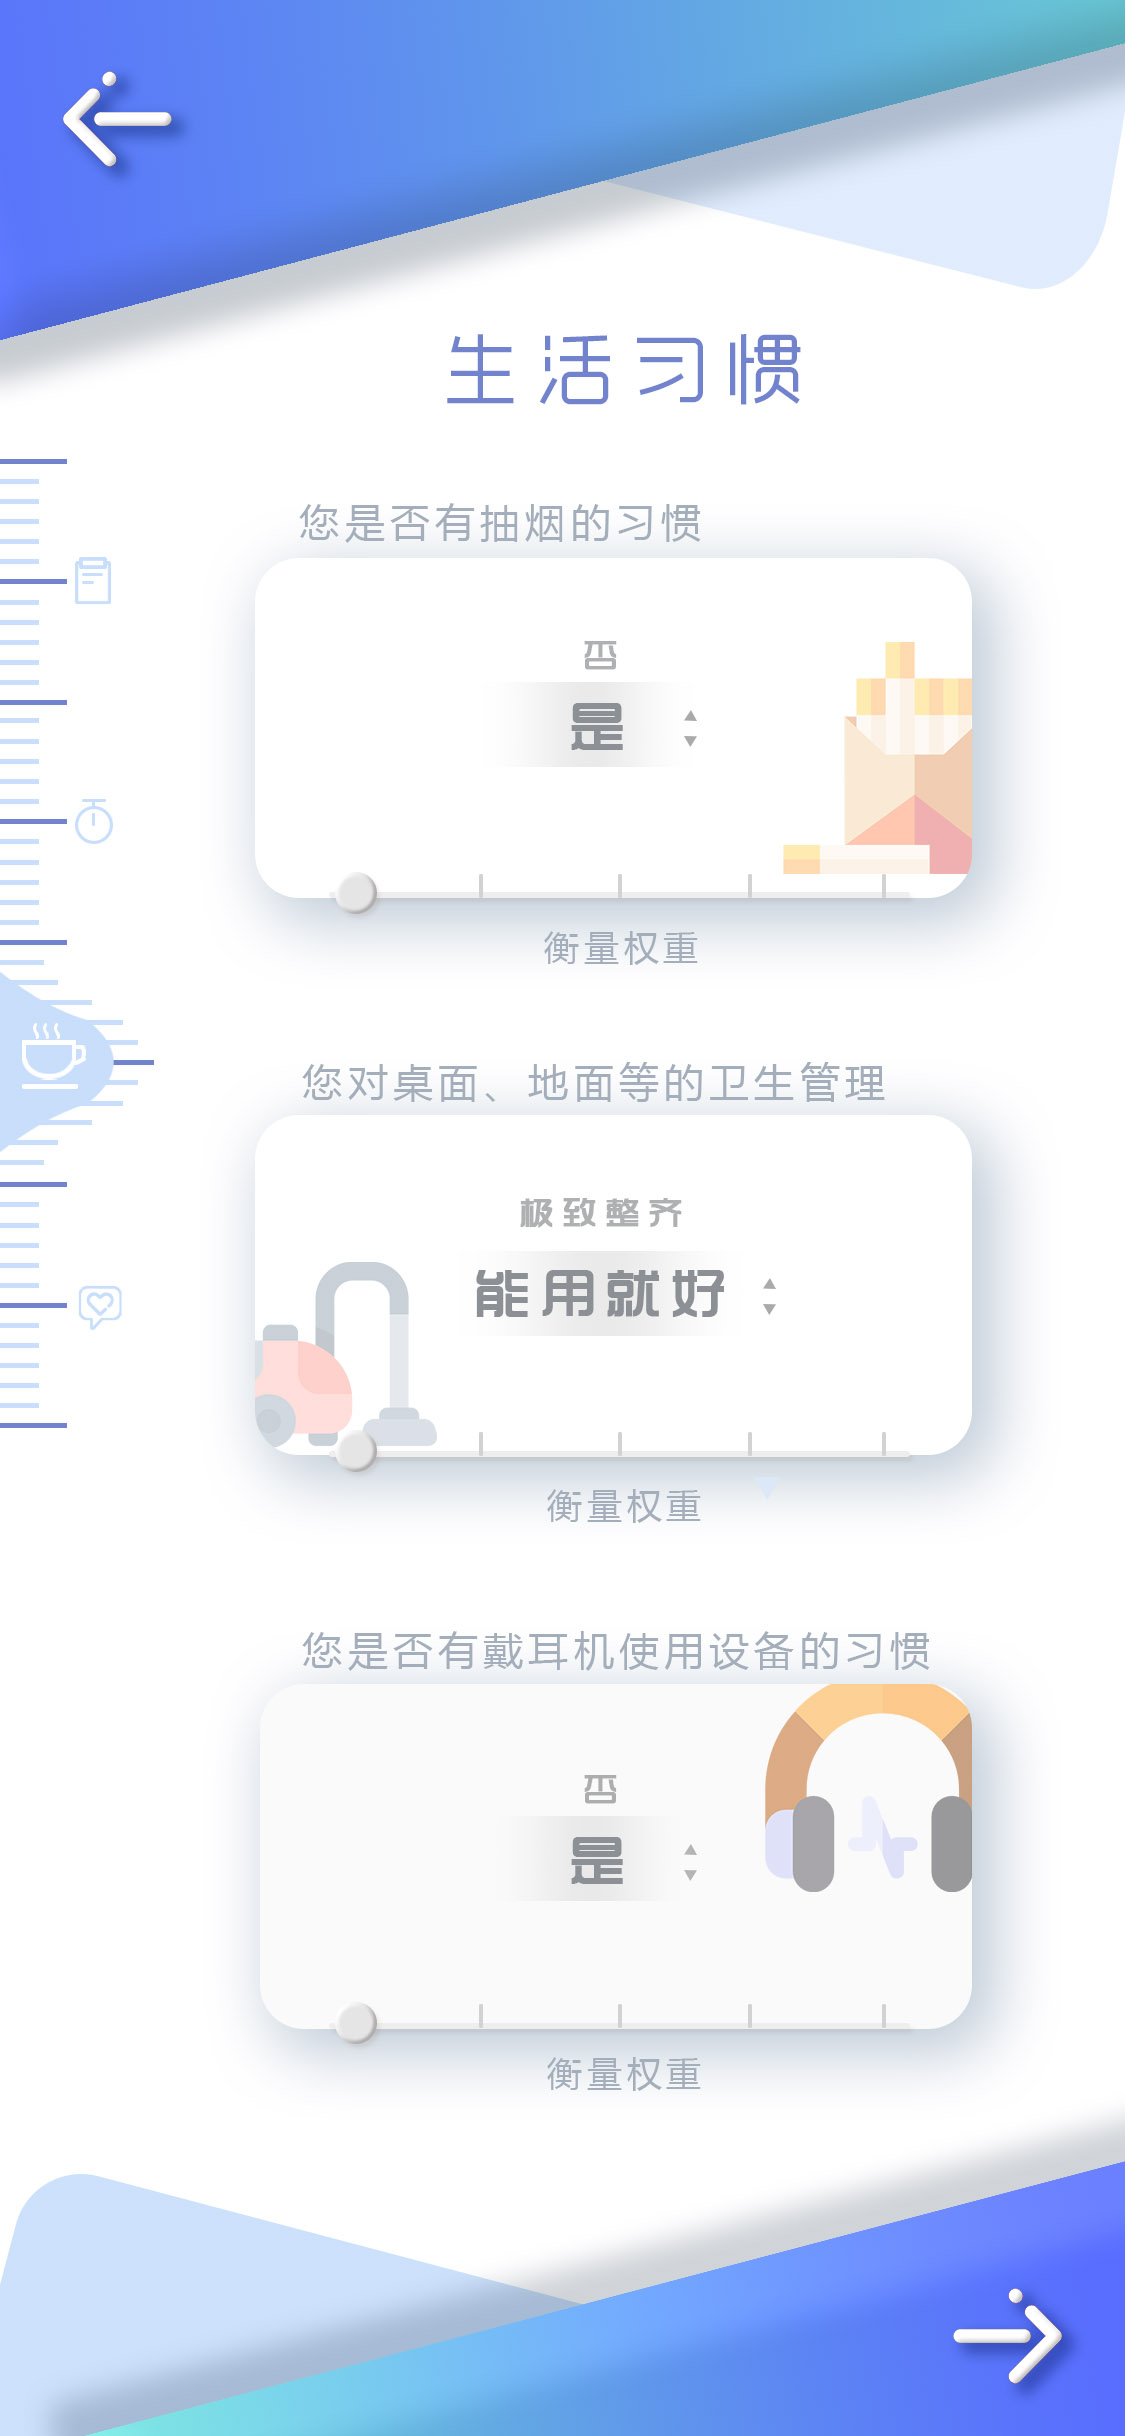 生活习惯
您是否有抽烟的习惯
否
是
衡量权重
您对桌面、地面等的卫生管理
极致整齐
能用就好
衡量权重
您是否有戴耳机使用设备的习惯
否
是
衡量权重